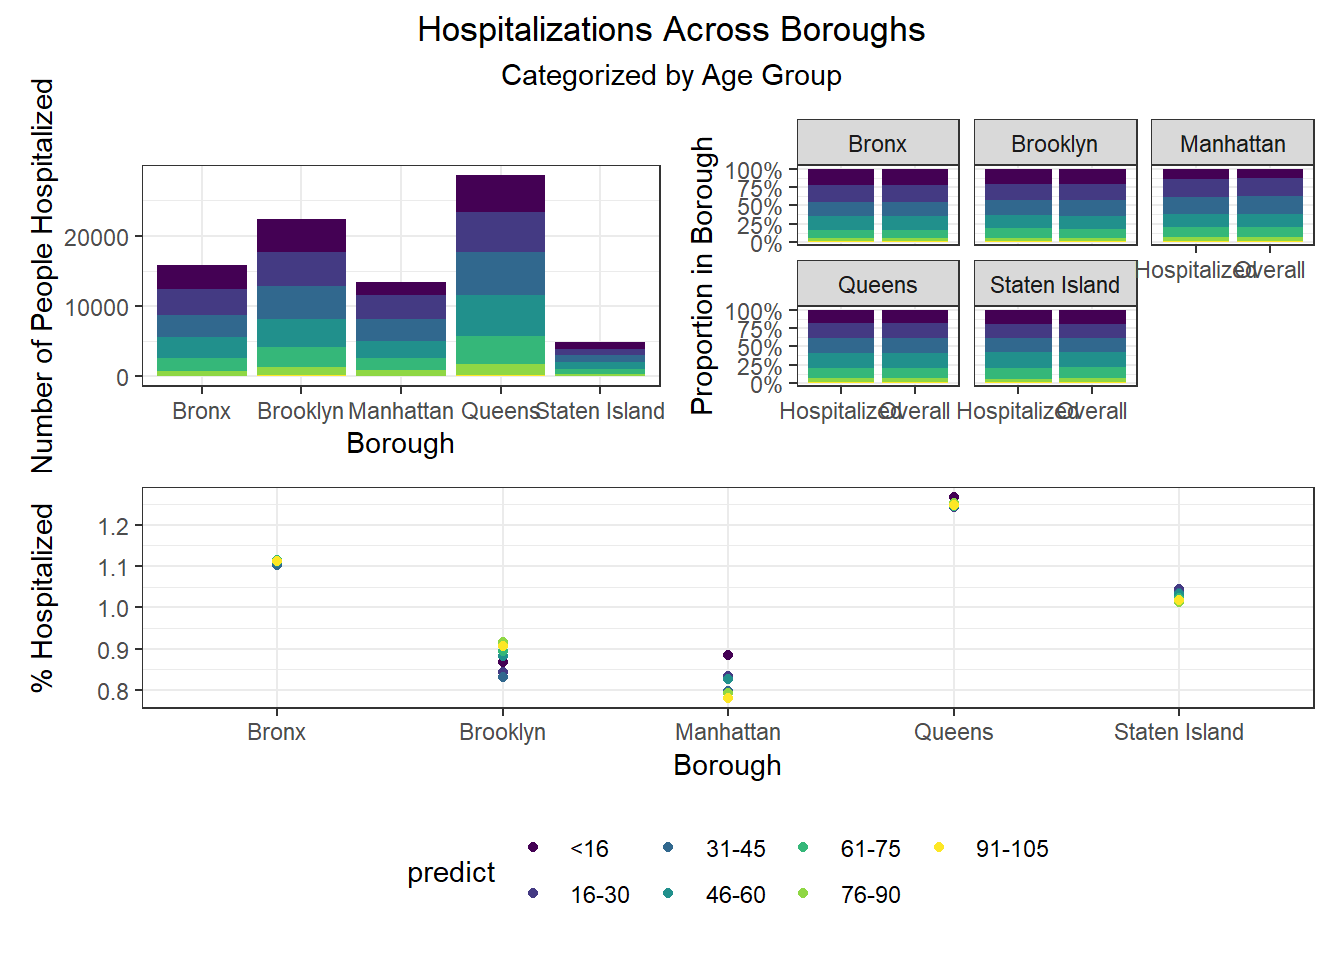 Hospitalizations Across Boroughs
Categorized by Age Group
Number of People Hospitalized
20000
10000
0
Bronx Brooklyn Manhattan Queens Staten Island
Borough
Proportion in Borough
Bronx Brooklyn Manhattan
100%
75%
50%
25%
0%
Hospitalized Overall
Queens Staten Island
100%
75%
50%
25%
0%
Hospitalized Overall Hospitalized Overall
% Hospitalized
1.2
1.1
1.0
0.9
0.8
Bronx Brooklyn Manhattan Queens Staten Island
Borough
predict
<16 31-45 61-75 91-105
16-30 46-60 76-90